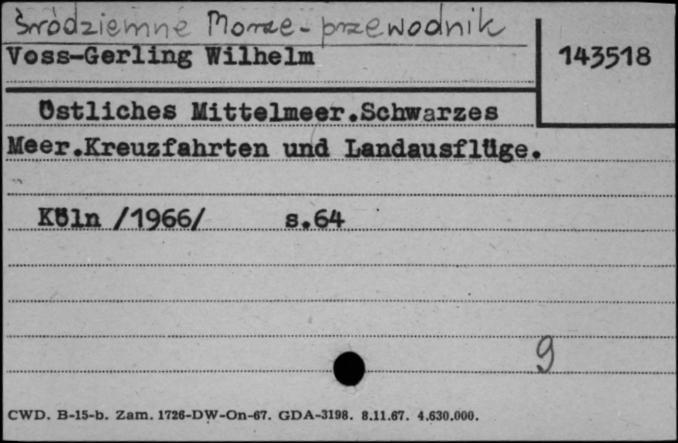 Śródziemne Morze - przewodnik
Voss-Gerling Wilhelm
143518
Östliches Mittelmeer.Schwarzes
Meer.Kreuzfahrten und Landausflüge.
Köln /1966/ s.64
9
CWD. B-15-b. Zam. 1726-DW-On-67. GDA-3198. 8.11.67. 4.630.000.